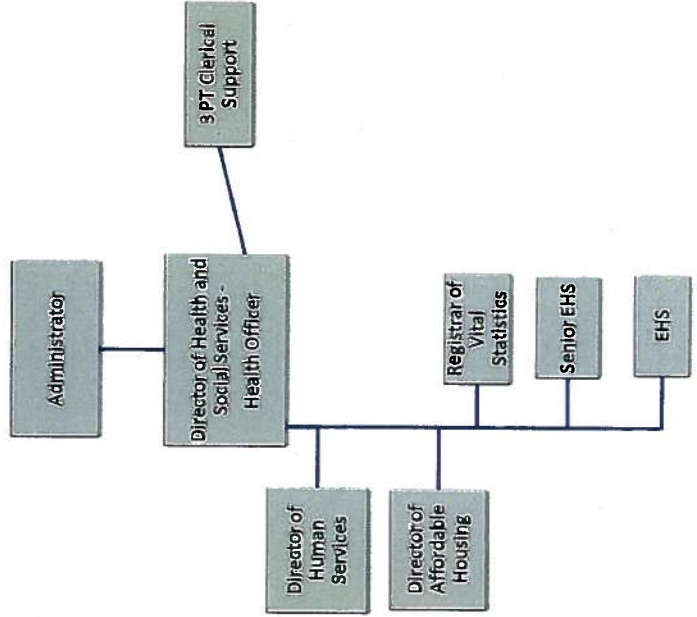 Administrator
Director of Health and
Social Services -
Health Officer
3 PT Clerical
Support
Director of
Human
Services
Director of
Affordable
Housing
Registrar of
Vital
Statistics
Senior EHS
EHS